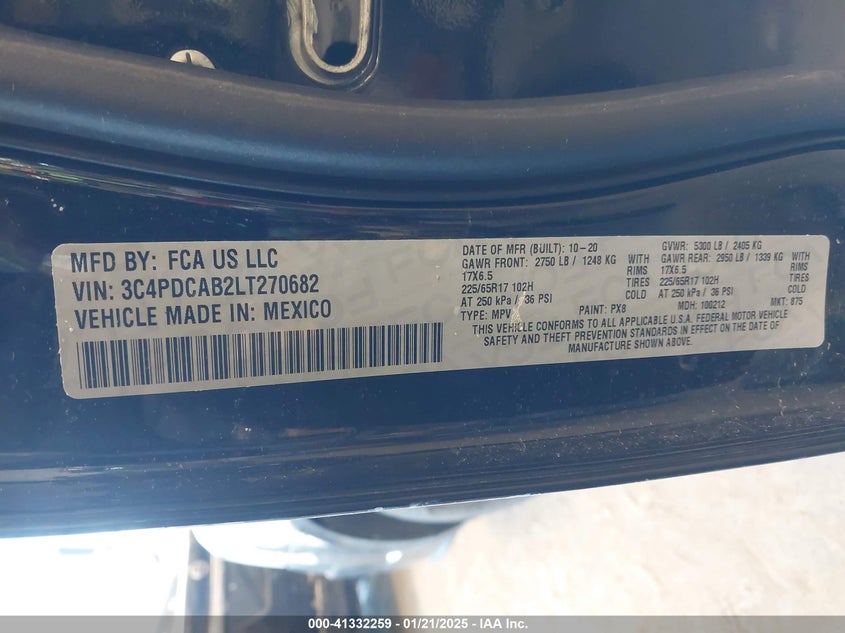 MFD BY: FCA US LLC
VIN: 3C4PDCAB2LT270682
VEHICLE MADE IN: MEXICO
DATE OF MFR (BUILT): 10-20
GVWR: 5300 LB / 2405 KG
GAWR FRONT: 2750 LB / 1248 KG WITH
GAWR REAR: 2950 LB / 1339 KG WITH
17X6.5 RIMS
17X6.5 RIMS
225/65R17 102H TIRES
225/65R17 102H TIRES
AT 250 kPa / 36 PSI COLD
AT 250 kPa / 36 PSI COLD
TYPE: MPV
PAINT: PX8
MDH: 100212
MKT: 875
THIS VEHICLE CONFORMS TO ALL APPLICABLE U.S.A. FEDERAL MOTOR VEHICLE
SAFETY AND THEFT PREVENTION STANDARDS IN EFFECT ON THE DATE OF
MANUFACTURE SHOWN ABOVE.
000-41332259 - 01/21/2025 - IAA Inc.